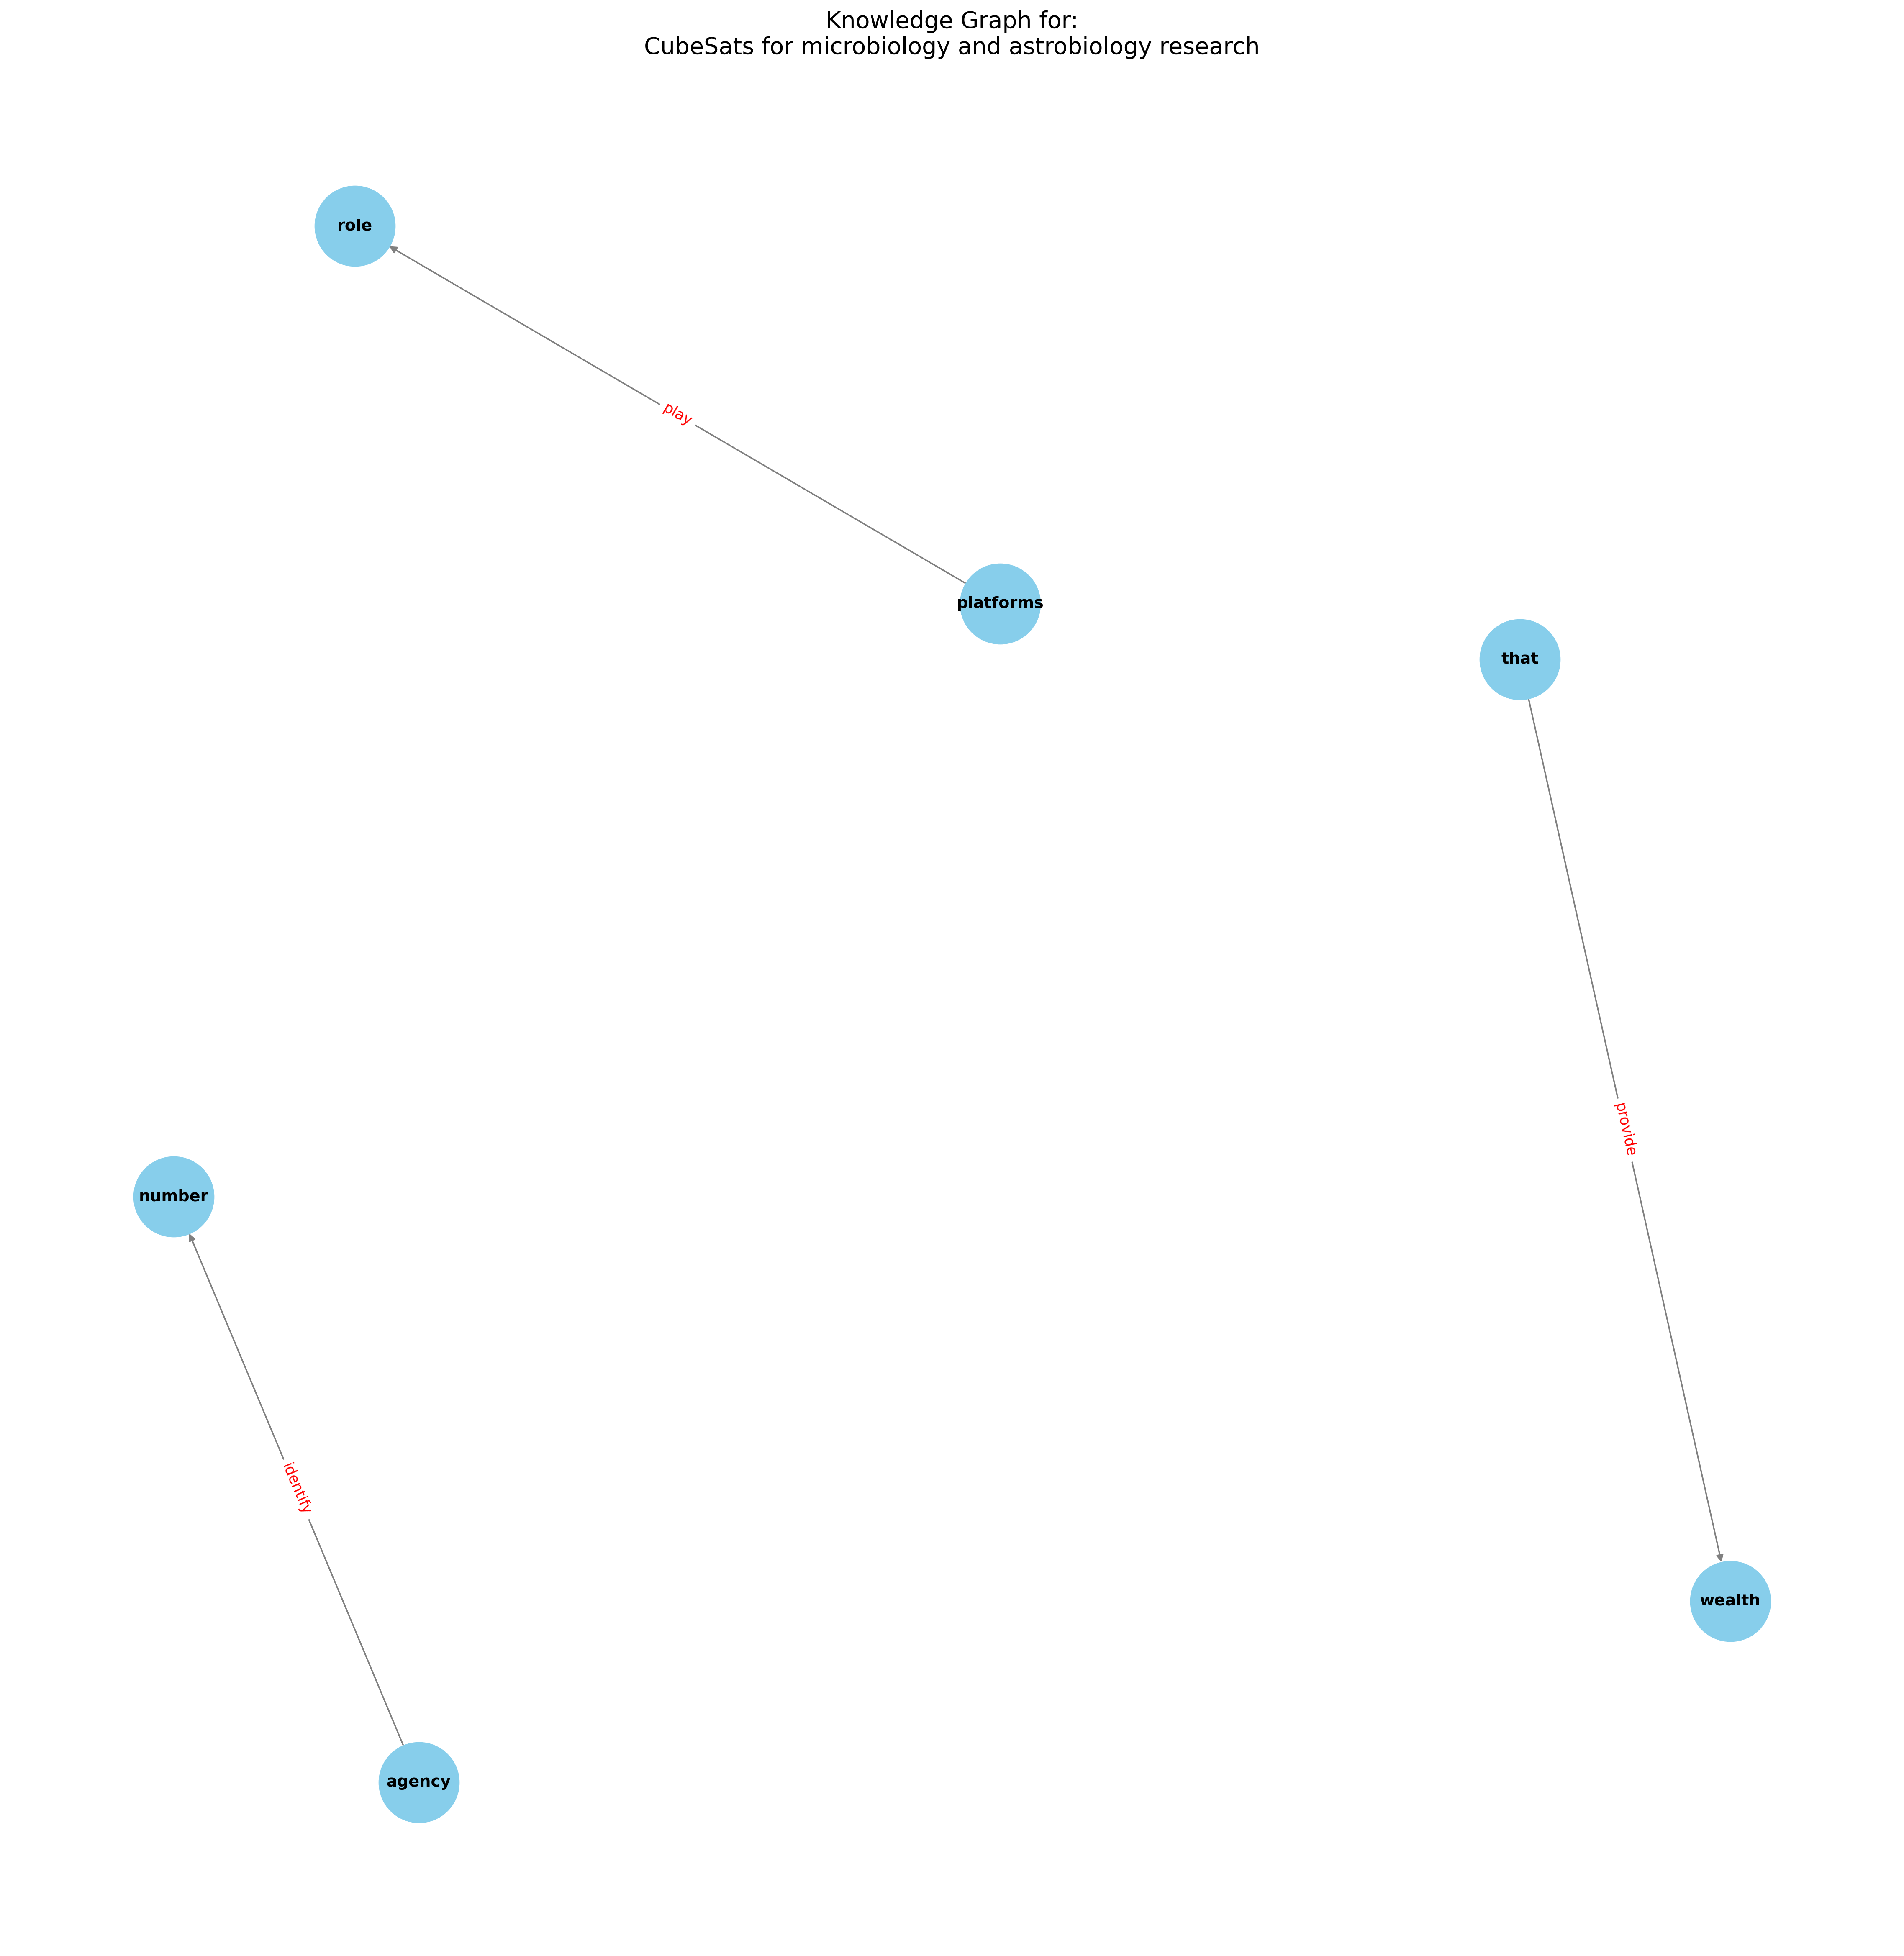 Knowledge Graph for:
CubeSats for microbiology and astrobiology research
role
play
platforms
that
provide
number
identify
wealth
agency